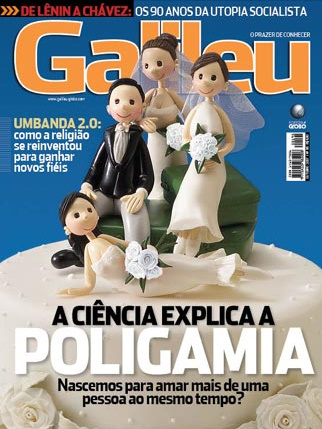 >>> DE LÊNIN A CHÁVEZ: OS 90 ANOS DA UTOPIA SOCIALISTA
O PRAZER DE CONHECER
Galileu
www.galileu.globo.com
UMBANDA 2.0:
como a religião
se reinventou
para ganhar
novos fiéis
GLOBO
A CIÊNCIA EXPLICA A
POLIGAMIA
Nascemos para amar mais de uma
pessoa ao mesmo tempo?